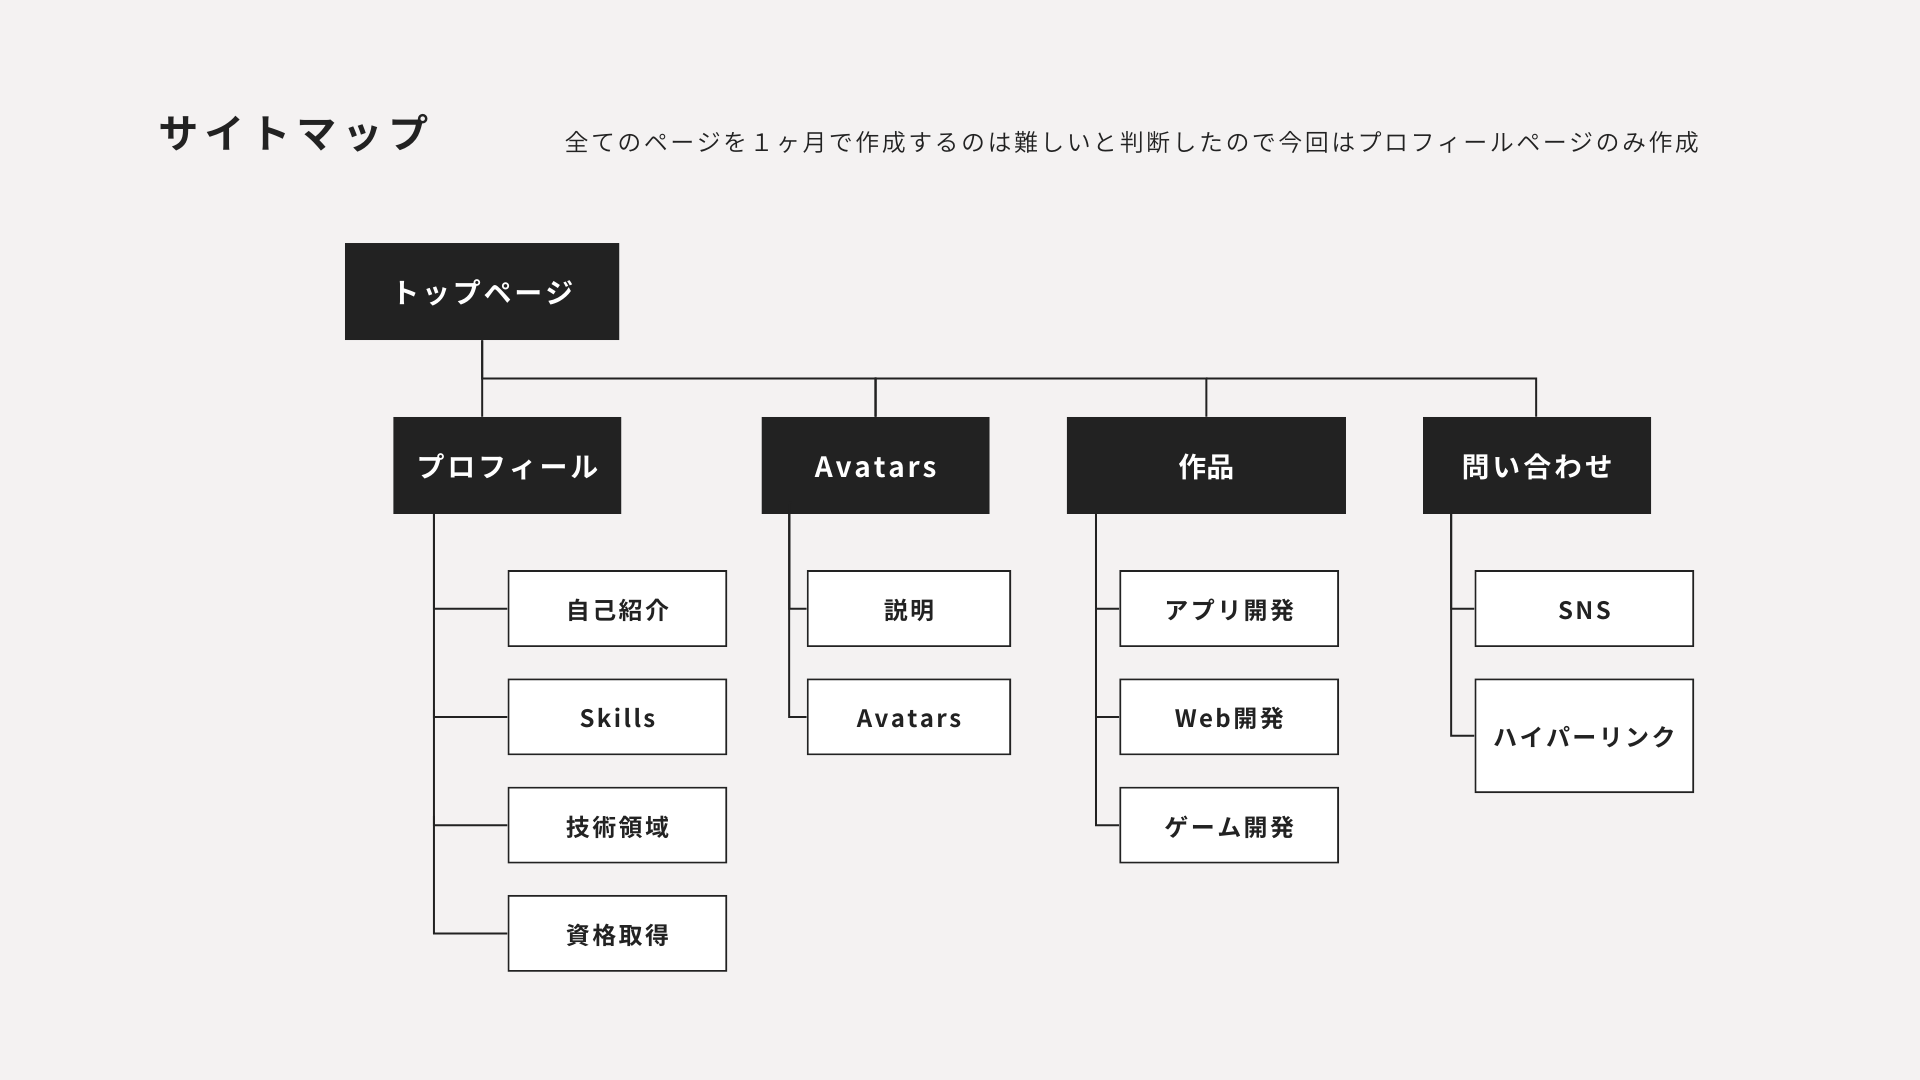 サイトマップ
全てのページを１ヶ月で作成するのは難しいと判断したので今回はプロフィールページのみ作成
トップページ
プロフィール
Avatars
作品
問い合わせ
自己紹介
Skills
技術領域
資格取得
説明
Avatars
アプリ開発
Web開発
ゲーム開発
SNS
ハイパーリンク